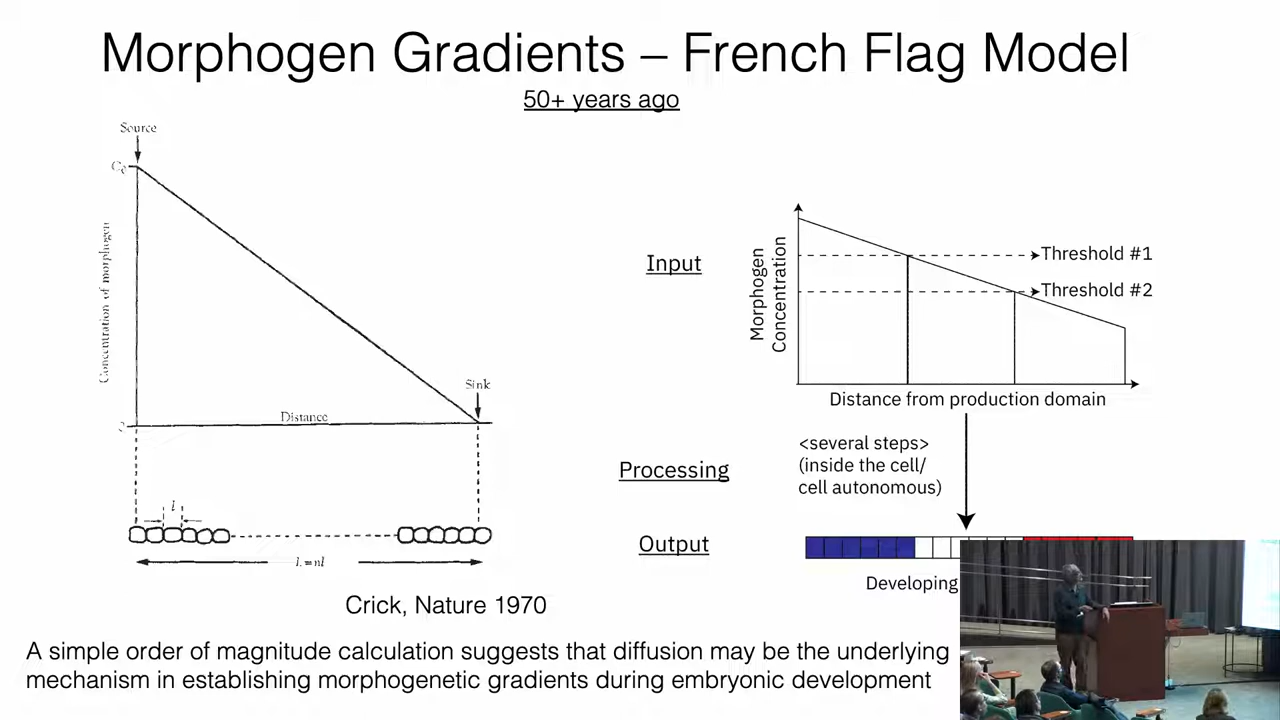 Morphogen Gradients – French Flag Model
50+ years ago
Source
C₀
Concentration of morphogen
Sink
Distance
l
L = nl
Crick, Nature 1970
Input
Morphogen
Concentration
Threshold #1
Threshold #2
Distance from production domain
Processing
<several steps>
(inside the cell/
cell autonomous)
Output
Developing
A simple order of magnitude calculation suggests that diffusion may be the underlying
mechanism in establishing morphogenetic gradients during embryonic development